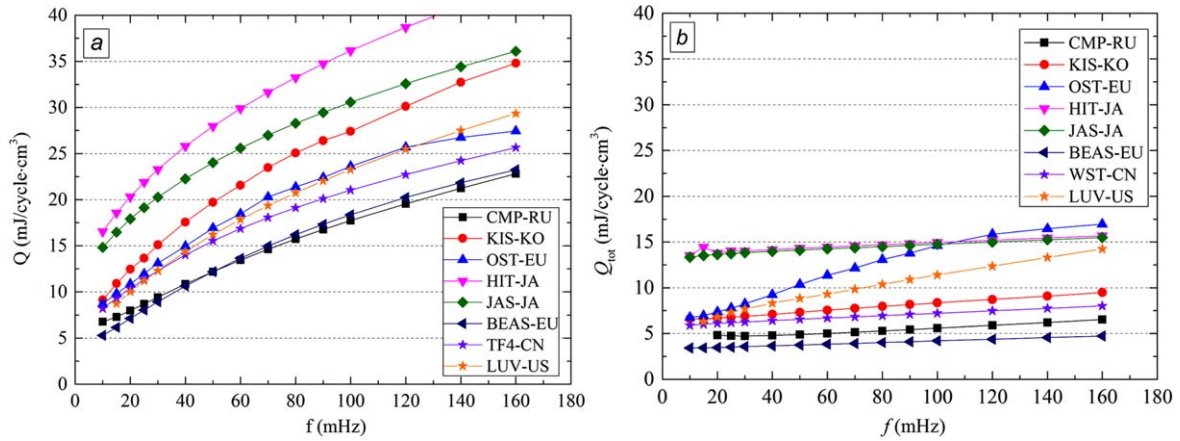 a
Q (mJ/cycle·cm³)
40
35
30
25
20
15
10
5
0
CMP-RU
KIS-KO
OST-EU
HIT-JA
JAS-JA
BEAS-EU
TF4-CN
LUV-US
0 20 40 60 80 100 120 140 160 180
f (mHz)
b
Qtot (mJ/cycle·cm³)
40
35
30
25
20
15
10
5
0
CMP-RU
KIS-KO
OST-EU
HIT-JA
JAS-JA
BEAS-EU
WST-CN
LUV-US
0 20 40 60 80 100 120 140 160 180
f (mHz)